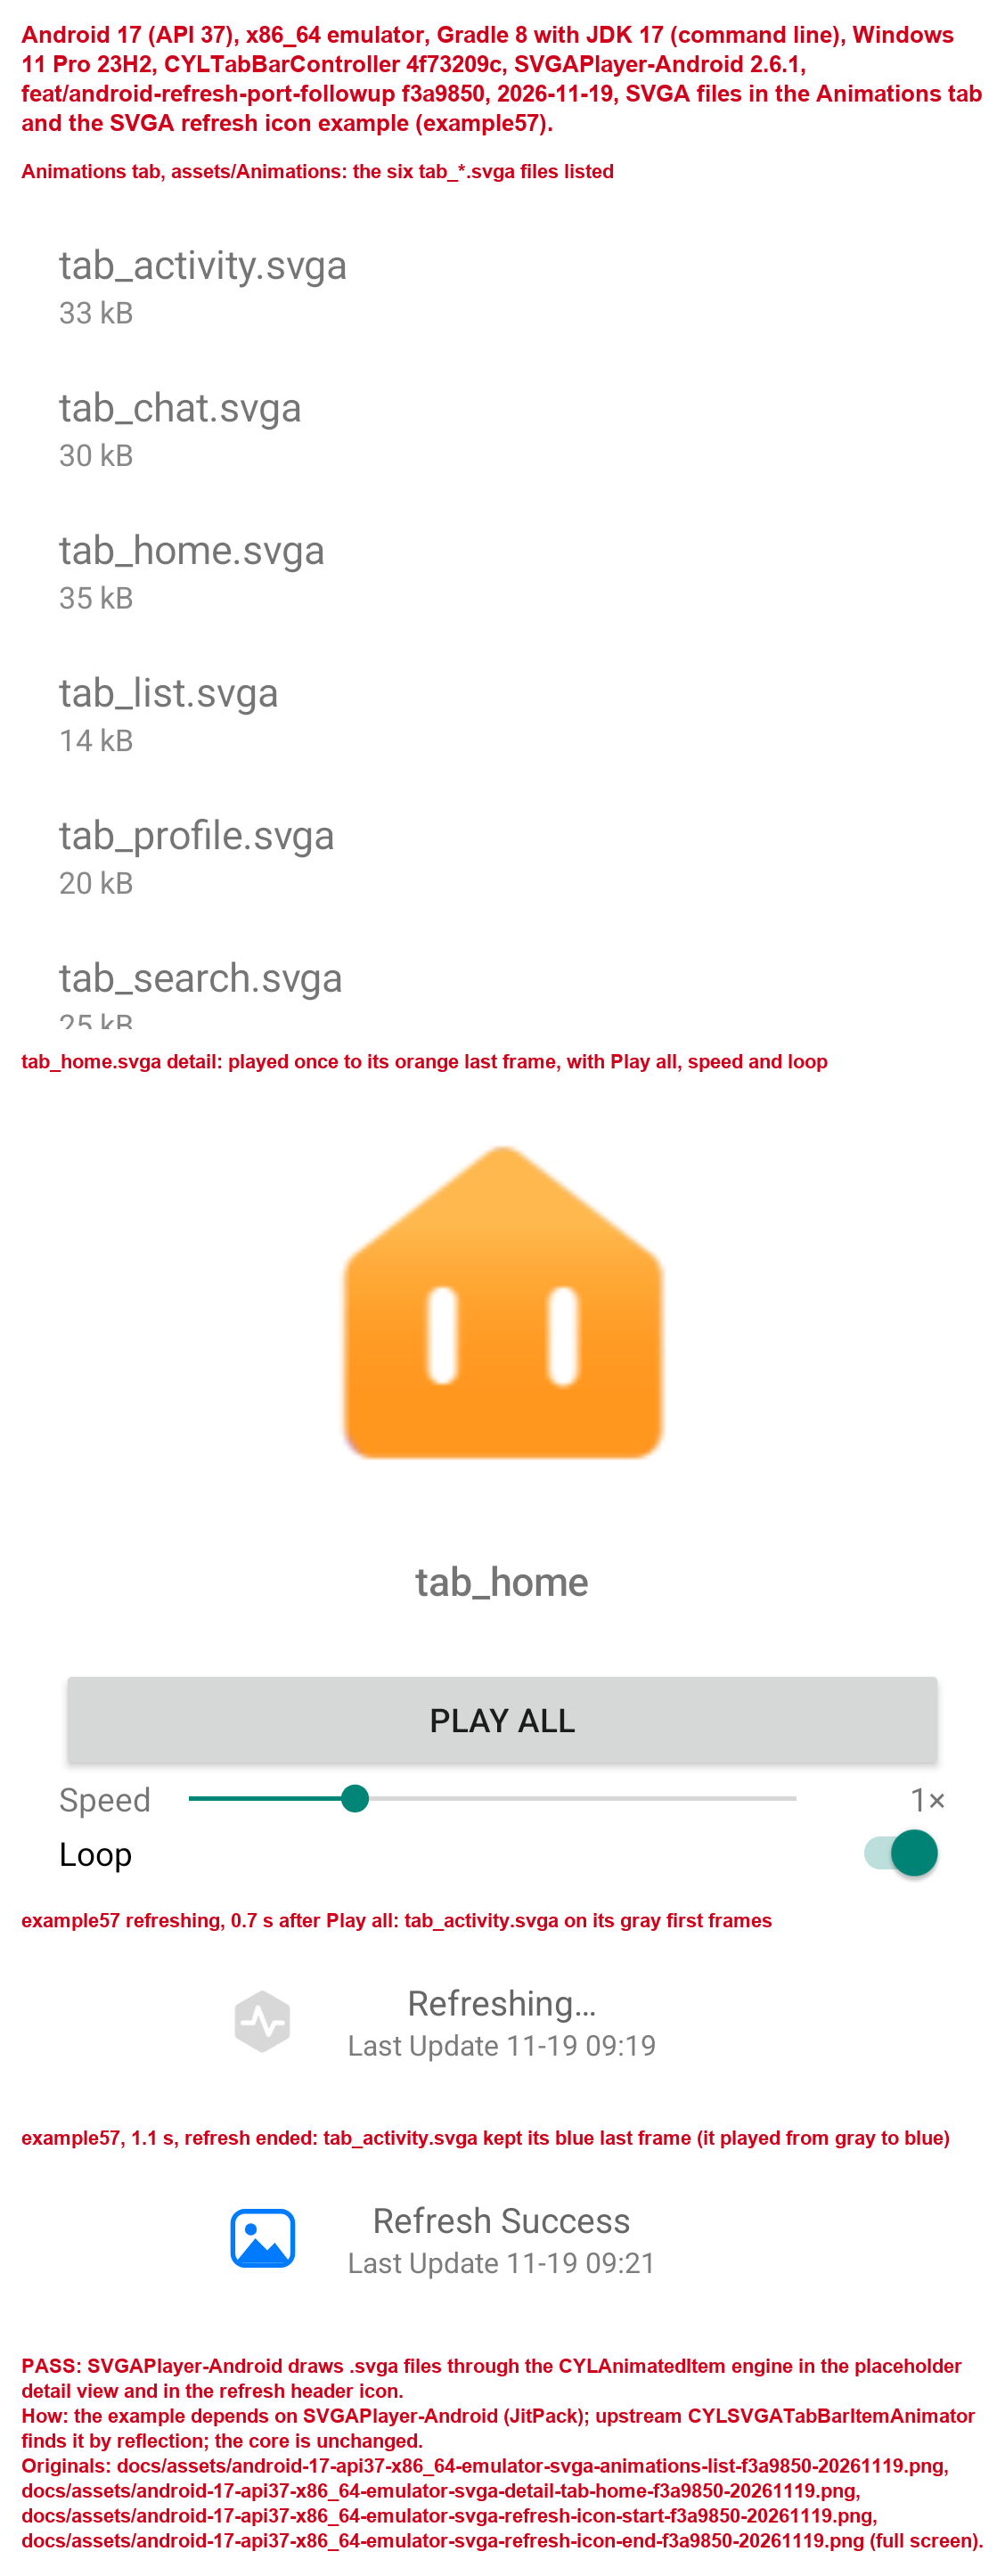 Android 17 (API 37), x86_64 emulator, Gradle 8 with JDK 17 (command line), Windows
11 Pro 23H2, CYLTabBarController 4f73209c, SVGAPlayer-Android 2.6.1,
feat/android-refresh-port-followup f3a9850, 2026-11-19, SVGA files in the Animations tab
and the SVGA refresh icon example (example57).
Animations tab, assets/Animations: the six tab_*.svga files listed
tab_activity.svga
33 kB
tab_chat.svga
30 kB
tab_home.svga
35 kB
tab_list.svga
14 kB
tab_profile.svga
20 kB
tab_search.svga
25 kB
tab_home.svga detail: played once to its orange last frame, with Play all, speed and loop
tab_home
PLAY ALL
Speed 1×
Loop
example57 refreshing, 0.7 s after Play all: tab_activity.svga on its gray first frames
Refreshing...
Last Update 11-19 09:19
example57, 1.1 s, refresh ended: tab_activity.svga kept its blue last frame (it played from gray to blue)
Refresh Success
Last Update 11-19 09:21
PASS: SVGAPlayer-Android draws .svga files through the CYLAnimatedItem engine in the placeholder
detail view and in the refresh header icon.
How: the example depends on SVGAPlayer-Android (JitPack); upstream CYLSVGATabBarItemAnimator
finds it by reflection; the core is unchanged.
Originals: docs/assets/android-17-api37-x86_64-emulator-svga-animations-list-f3a9850-20261119.png,
docs/assets/android-17-api37-x86_64-emulator-svga-detail-tab-home-f3a9850-20261119.png,
docs/assets/android-17-api37-x86_64-emulator-svga-refresh-icon-start-f3a9850-20261119.png,
docs/assets/android-17-api37-x86_64-emulator-svga-refresh-icon-end-f3a9850-20261119.png (full screen).